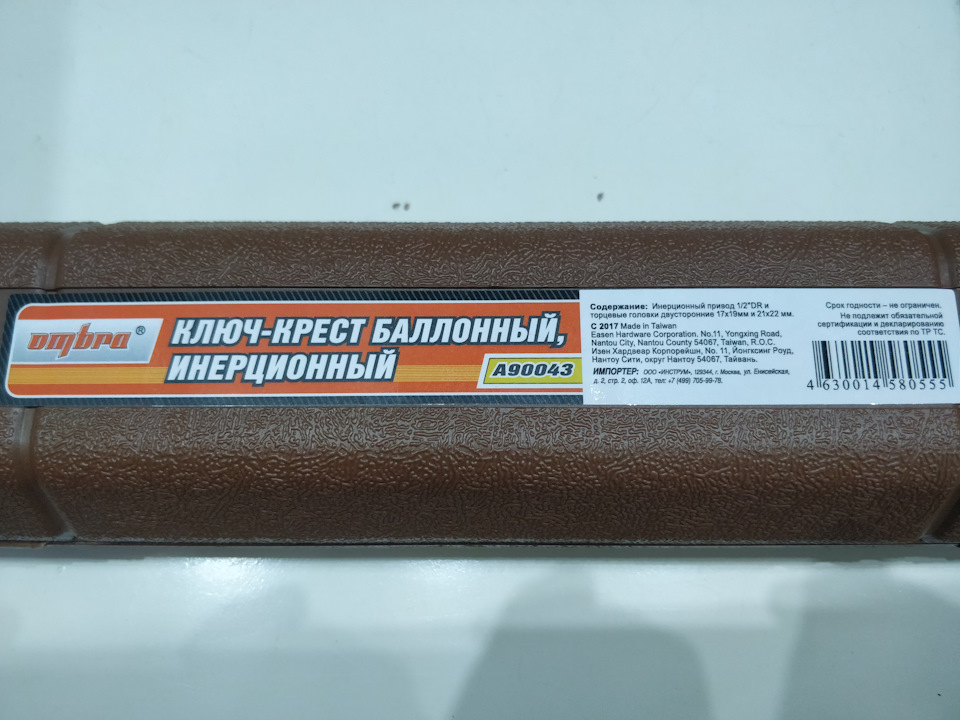 ombra®
КЛЮЧ-КРЕСТ БАЛЛОННЫЙ,
ИНЕРЦИОННЫЙ
A90043
Содержание: Инерционный привод 1/2"DR и
торцевые головки двусторонние 17х19мм и 21х22 мм.
С 2017 Made in Taiwan
Easen Hardware Corporation. No.11, Yongxing Road,
Nantou City, Nantou County 54067, Taiwan, R.O.C.
Изен Хардвеар Корпорейшн, No. 11, Йонгксинг Роуд,
Нантоу Сити, округ Нантоу 54067, Тайвань.
ИМПОРТЕР: ООО «ИНСТРУМ», 129344, г. Москва, ул. Енисейская,
д. 2, стр. 2, оф. 12А, тел: +7 (499) 705-99-78.
Срок годности – не ограничен.
Не подлежит обязательной
сертификации и декларированию
соответствия по ТР ТС.
4630014580555